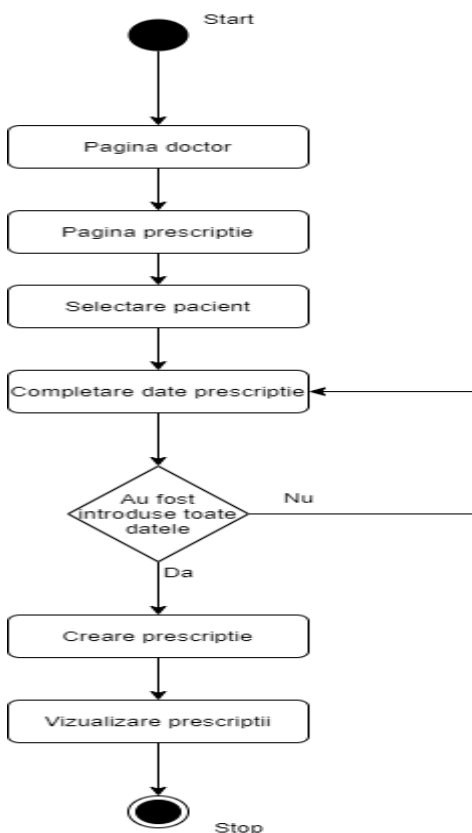 Start
Pagina doctor
Pagina prescriptie
Selectare pacient
Completare date prescriptie
Au fost
introduse toate
datele
Nu
Da
Creare prescriptie
Vizualizare prescriptii
Stop